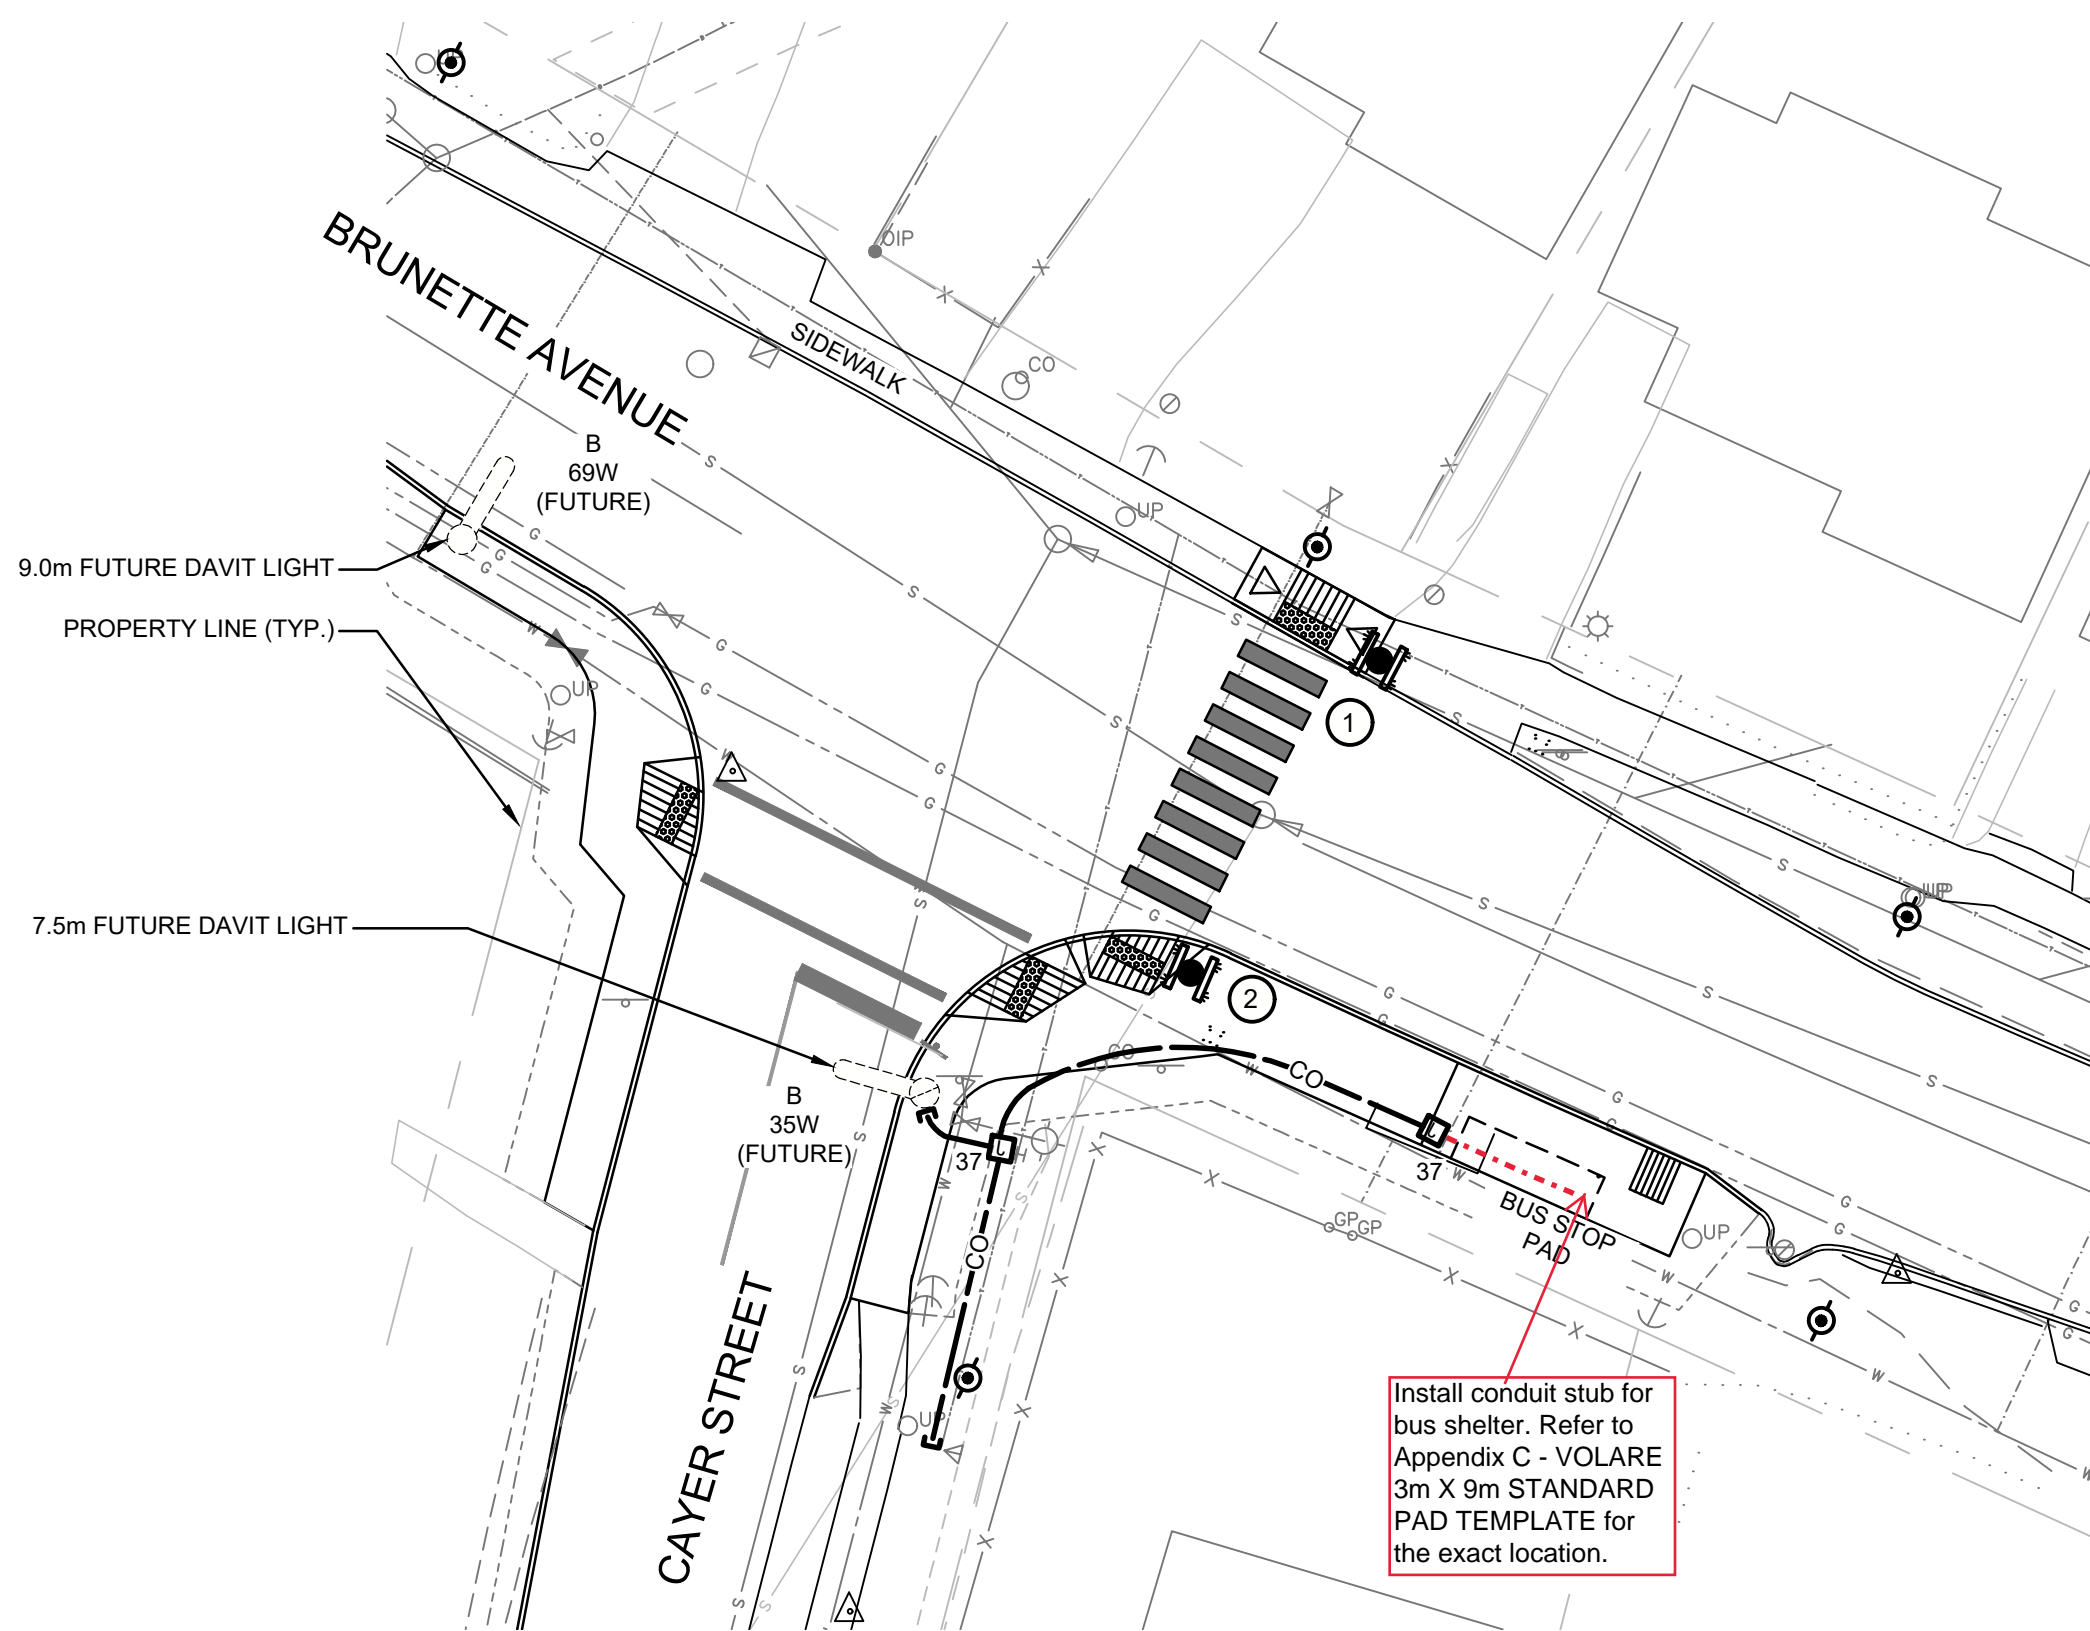 UP
OIP
BRUNETTE AVENUE
SIDEWALK
CO
B
69W
(FUTURE)
UP
9.0m FUTURE DAVIT LIGHT
PROPERTY LINE (TYP.)
UP
1
UP
7.5m FUTURE DAVIT LIGHT
2
CO
CO
B
35W
(FUTURE)
37
37
BUS STOP
PAD
GP
GP
UP
CO
CAYER STREET
UP
Install conduit stub for
bus shelter. Refer to
Appendix C - VOLARE
3m X 9m STANDARD
PAD TEMPLATE for
the exact location.